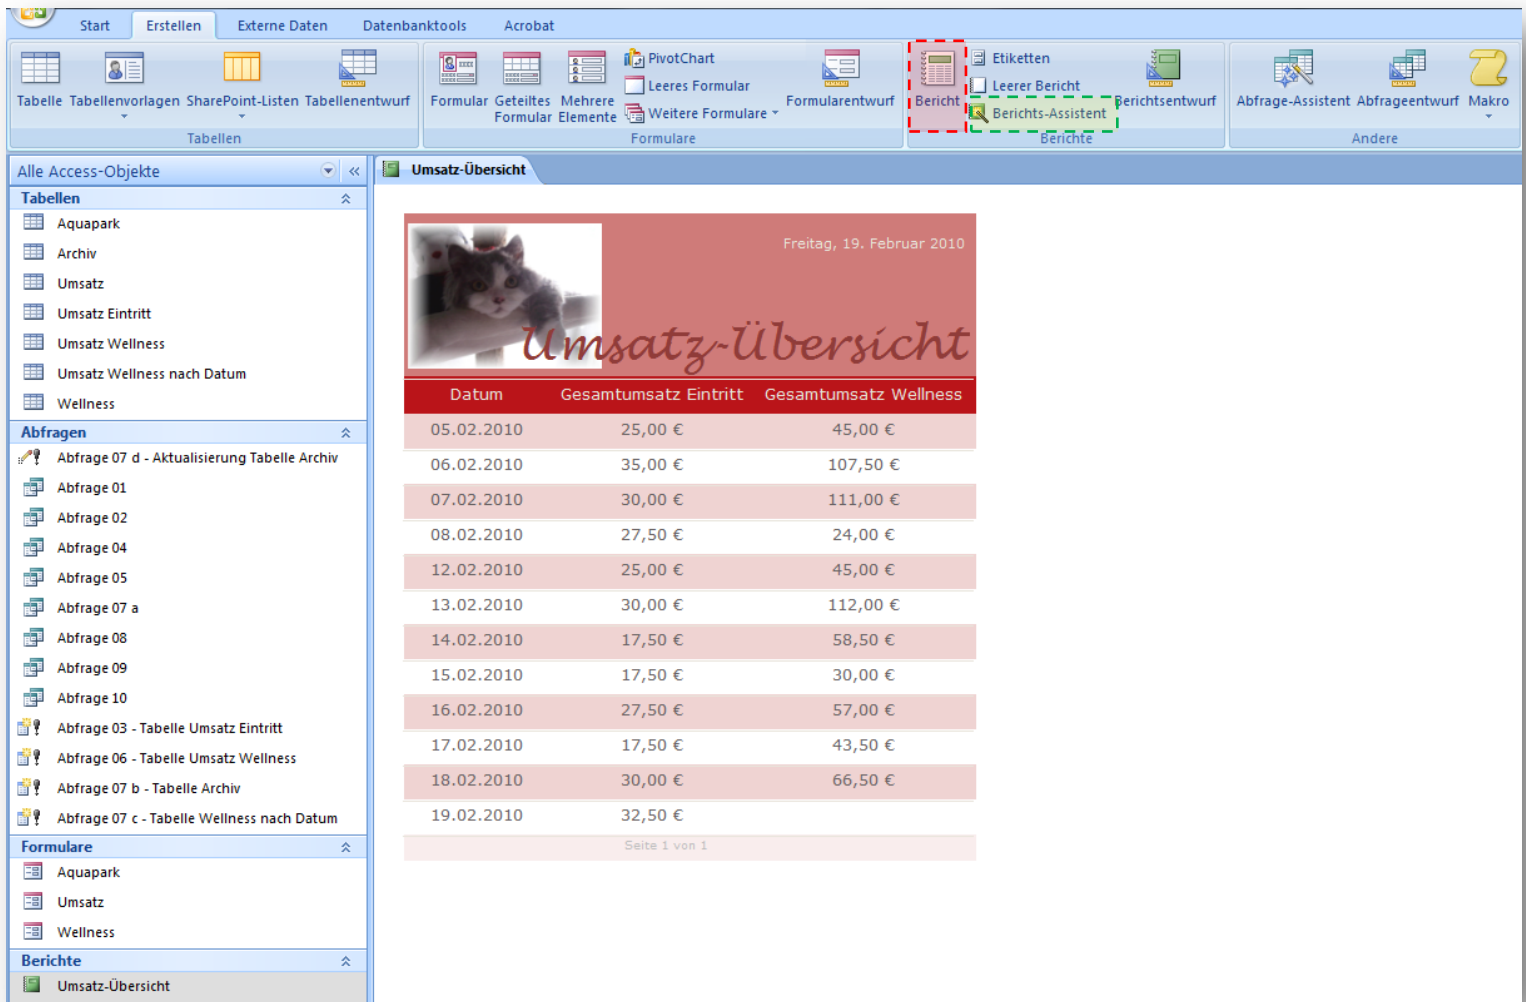 Start Erstellen Externe Daten Datenbanktools Acrobat
Tabelle Tabellenvorlagen SharePoint-Listen Tabellenentwurf
Tabellen
Formular Geteiltes Formular Mehrere Elemente
PivotChart
Leeres Formular
Weitere Formulare
Formularentwurf
Formulare
Bericht
Etiketten
Leerer Bericht
Berichts-Assistent
Berichtsentwurf
Berichte
Abfrage-Assistent Abfrageentwurf Makro
Andere
Alle Access-Objekte
Tabellen
Aquapark
Archiv
Umsatz
Umsatz Eintritt
Umsatz Wellness
Umsatz Wellness nach Datum
Wellness
Abfragen
Abfrage 07 d - Aktualisierung Tabelle Archiv
Abfrage 01
Abfrage 02
Abfrage 04
Abfrage 05
Abfrage 07 a
Abfrage 08
Abfrage 09
Abfrage 10
Abfrage 03 - Tabelle Umsatz Eintritt
Abfrage 06 - Tabelle Umsatz Wellness
Abfrage 07 b - Tabelle Archiv
Abfrage 07 c - Tabelle Wellness nach Datum
Formulare
Aquapark
Umsatz
Wellness
Berichte
Umsatz-Übersicht
Umsatz-Übersicht
Freitag, 19. Februar 2010
Umsatz-Übersicht
Datum Gesamtumsatz Eintritt Gesamtumsatz Wellness
05.02.2010 25,00 € 45,00 €
06.02.2010 35,00 € 107,50 €
07.02.2010 30,00 € 111,00 €
08.02.2010 27,50 € 24,00 €
12.02.2010 25,00 € 45,00 €
13.02.2010 30,00 € 112,00 €
14.02.2010 17,50 € 58,50 €
15.02.2010 17,50 € 30,00 €
16.02.2010 27,50 € 57,00 €
17.02.2010 17,50 € 43,50 €
18.02.2010 30,00 € 66,50 €
19.02.2010 32,50 €
Seite 1 von 1